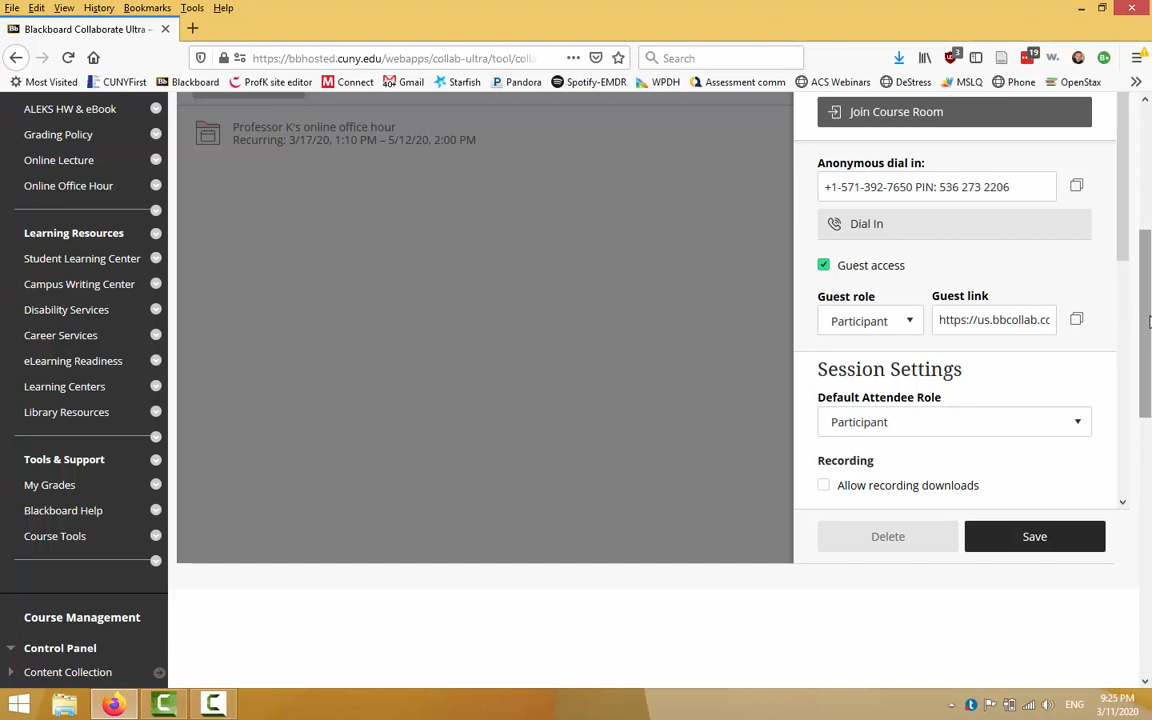 File Edit View History Bookmarks Tools Help
Blackboard Collaborate Ultra –
https://bbhosted.cuny.edu/webapps/collab-ultra/tool/colla
Search
3
19
Most Visited CUNYFirst Blackboard ProfK site editor Connect Gmail Starfish Pandora Spotify-EMDR WPDH Assessment comm ACS Webinars DeStress MSLQ Phone OpenStax
ALEKS HW & eBook
Grading Policy
Online Lecture
Online Office Hour
Learning Resources
Student Learning Center
Campus Writing Center
Disability Services
Career Services
eLearning Readiness
Learning Centers
Library Resources
Tools & Support
My Grades
Blackboard Help
Course Tools
Course Management
Control Panel
Content Collection
Professor K's online office hour
Recurring: 3/17/20, 1:10 PM – 5/12/20, 2:00 PM
Join Course Room
Anonymous dial in:
+1-571-392-7650 PIN: 536 273 2206
Dial In
Guest access
Guest role
Guest link
Participant
https://us.bbcollab.cc
Session Settings
Default Attendee Role
Participant
Recording
Allow recording downloads
Delete
Save
ENG
9:25 PM
3/11/2020